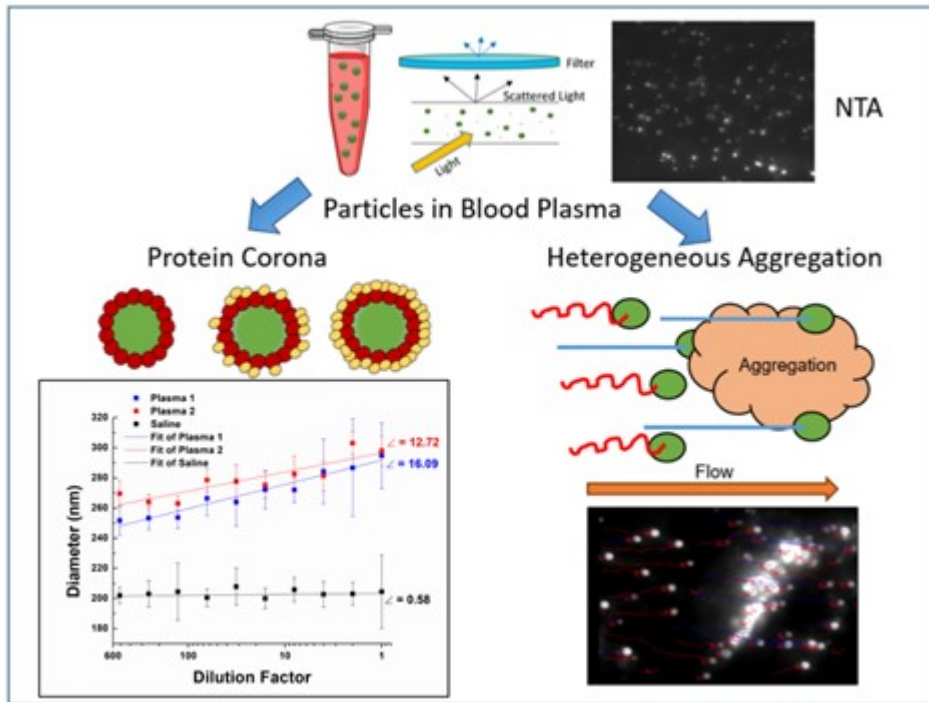 Filter
Scattered Light
Light
NTA
Particles in Blood Plasma
Protein Corona
Heterogeneous Aggregation
Aggregation
Flow
Plasma 1
Plasma 2
Saline
Fit of Plasma 1
Fit of Plasma 2
Fit of Saline
∠ = 12.72
∠ = 16.09
∠ = 0.58
Diameter (nm)
320
300
280
260
240
220
200
180
600
100
10
1
Dilution Factor